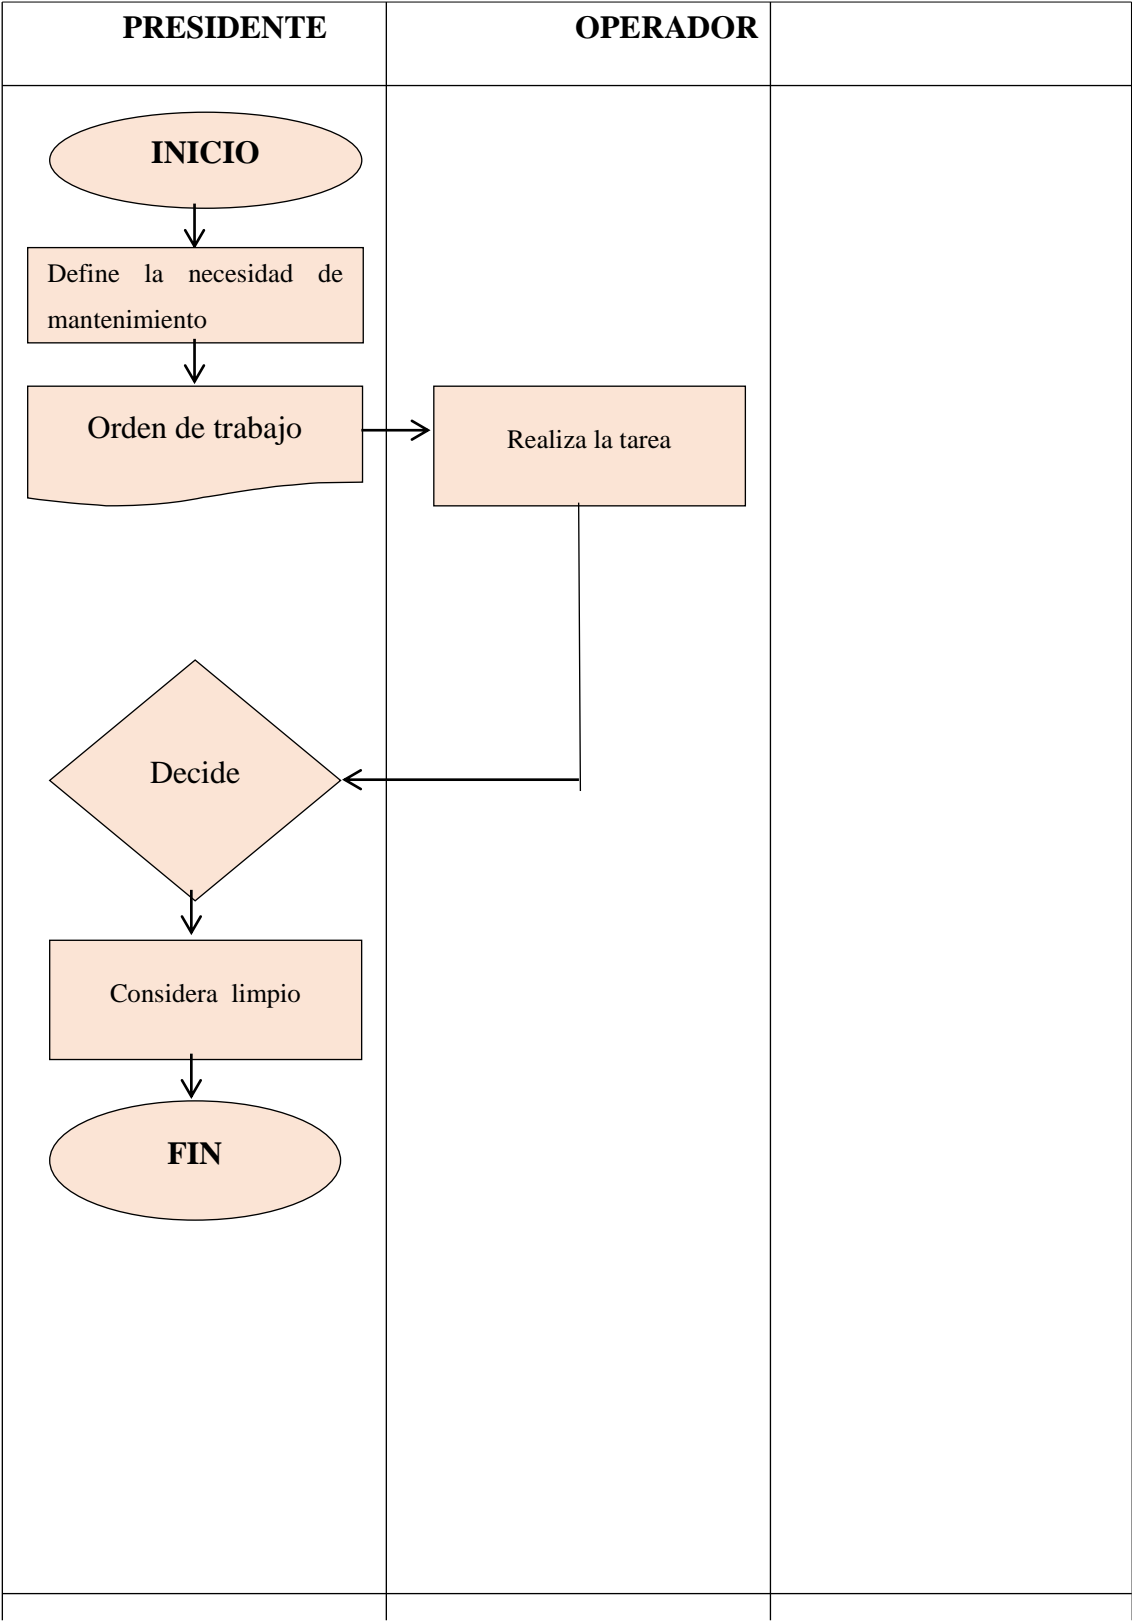 PRESIDENTE
OPERADOR
INICIO
Define la necesidad de
mantenimiento
Orden de trabajo
Realiza la tarea
Decide
Considera limpio
FIN